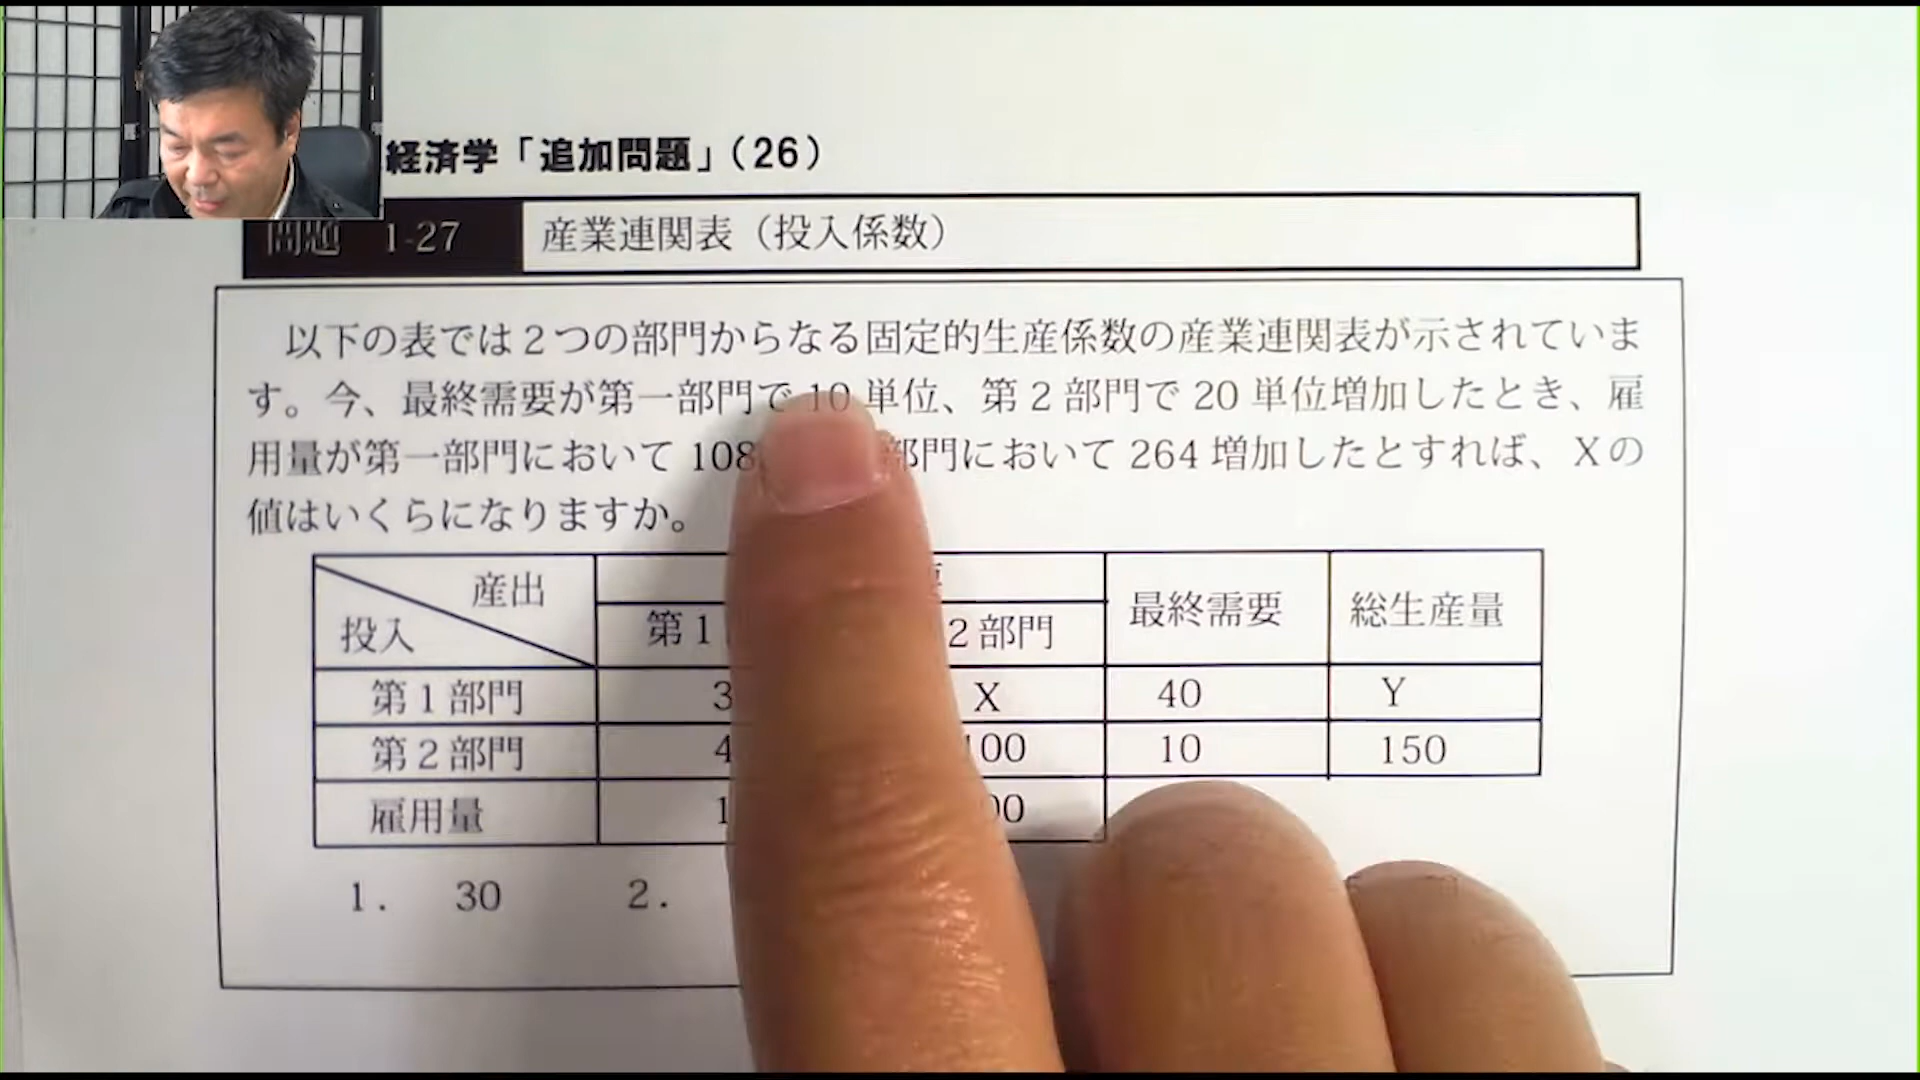 経済学「追加問題」（26）
問題 1-27 産業連関表（投入係数）
以下の表では２つの部門からなる固定的生産係数の産業連関表が示されていま
す。今、最終需要が第一部門で 10 単位、第２部門で 20 単位増加したとき、雇
用量が第一部門において 108 部門において 264 増加したとすれば、Ｘの
値はいくらになりますか。
産出
投入
第１
２部門
最終需要
総生産量
第１部門 X 40 Y
第２部門 100 10 150
雇用量
1. 30 2.